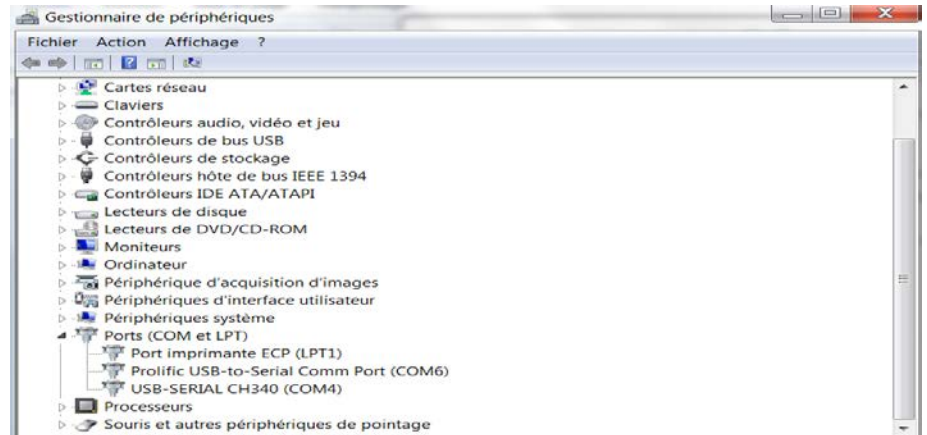 Gestionnaire de périphériques
Fichier Action Affichage ?
Cartes réseau
Claviers
Contrôleurs audio, vidéo et jeu
Contrôleurs de bus USB
Contrôleurs de stockage
Contrôleurs hôte de bus IEEE 1394
Contrôleurs IDE ATA/ATAPI
Lecteurs de disque
Lecteurs de DVD/CD-ROM
Moniteurs
Ordinateur
Périphérique d'acquisition d'images
Périphériques d'interface utilisateur
Périphériques système
Ports (COM et LPT)
Port imprimante ECP (LPT1)
Prolific USB-to-Serial Comm Port (COM6)
USB-SERIAL CH340 (COM4)
Processeurs
Souris et autres périphériques de pointage